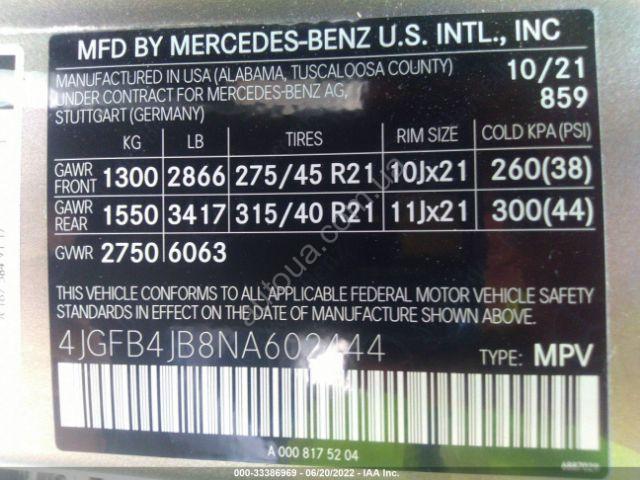 MFD BY MERCEDES-BENZ U.S. INTL., INC
MANUFACTURED IN USA (ALABAMA, TUSCALOOSA COUNTY) 10/21
UNDER CONTRACT FOR MERCEDES-BENZ AG, 859
STUTTGART (GERMANY)
KG LB TIRES RIM SIZE COLD KPA (PSI)
GAWR FRONT 1300 2866 275/45 R21 10Jx21 260(38)
GAWR REAR 1550 3417 315/40 R21 11Jx21 300(44)
GVWR 2750 6063
THIS VEHICLE CONFORMS TO ALL APPLICABLE FEDERAL MOTOR VEHICLE SAFETY
STANDARDS IN EFFECT ON THE DATE OF MANUFACTURE SHOWN ABOVE
4JGFB4JB8NA602444 TYPE: MPV
A 000 817 52 04
autoua.com.ua
000-33386969 - 06/20/2022 - IAA Inc.